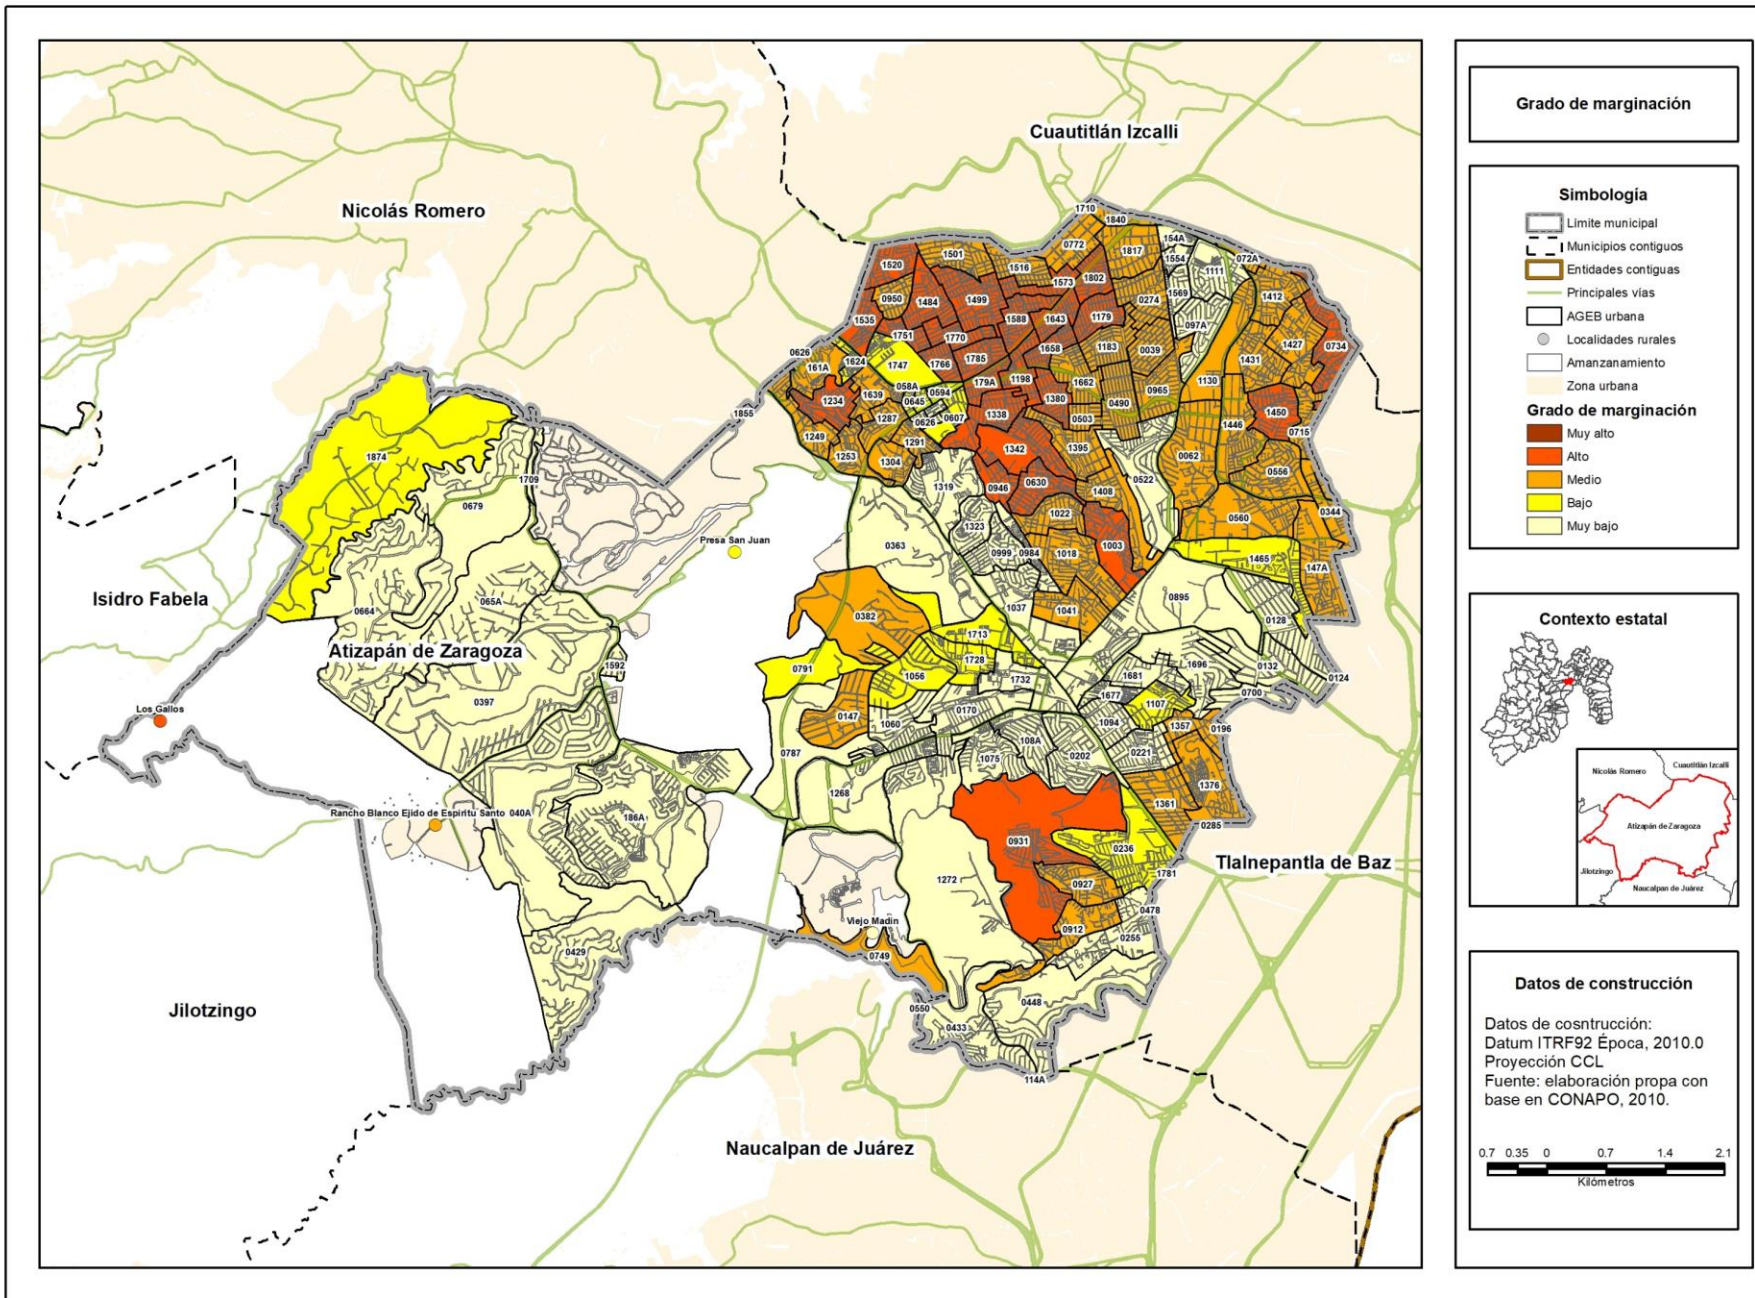 Grado de marginación
Simbología
Límite municipal
Municipios contiguos
Entidades contiguas
Principales vías
AGEB urbana
Localidades rurales
Amanzanamiento
Zona urbana
Grado de marginación
Muy alto
Alto
Medio
Bajo
Muy bajo
Contexto estatal
Nicolás Romero
Cuautitlán Izcalli
Atizapán de Zaragoza
Jilotzingo
Naucalpan de Juárez
Datos de construcción
Datos de cosntrucción:
Datum ITRF92 Época, 2010.0
Proyección CCL
Fuente: elaboración propa con
base en CONAPO, 2010.
0.7 0.35 0 0.7 1.4 2.1
Kilómetros
Cuautitlán Izcalli
Nicolás Romero
Isidro Fabela
Atizapán de Zaragoza
Jilotzingo
Naucalpan de Juárez
Tlalnepantla de Baz
Presa San Juan
Los Gallos
Rancho Blanco Ejido de Espíritu Santo 040A
Viejo Madin
1710
1840
0772
1817
154A
1554
1111
072A
1501
1516
1520
1573
1802
1569
1412
0950
1484
1499
0274
1535
1588
1643
1179
097A
1427
0734
1751
1770
1658
1183
0039
1431
0626
161A
1624
1747
1766
1785
058A
179A
1198
1662
0965
1130
1234
1639
0645
0594
1380
0490
1450
1855
1287
0626
0607
1338
0503
1446
0715
1249
1291
1342
1395
1253
1304
0062
0556
1874
1709
0679
1319
0946
0630
1408
0522
1022
0560
0344
1323
0363
0999
0984
1018
1003
1465
147A
0664
065A
0382
1037
1041
0895
0128
1713
1592
0791
1728
1056
1732
1681
1696
0132
0124
0397
1677
0700
0147
1060
0170
1107
1094
1357
0196
0787
1075
108A
0202
0221
1268
1361
1376
186A
0285
0931
0236
1272
0927
1781
0478
0912
0255
0429
0749
0550
0448
0433
114A